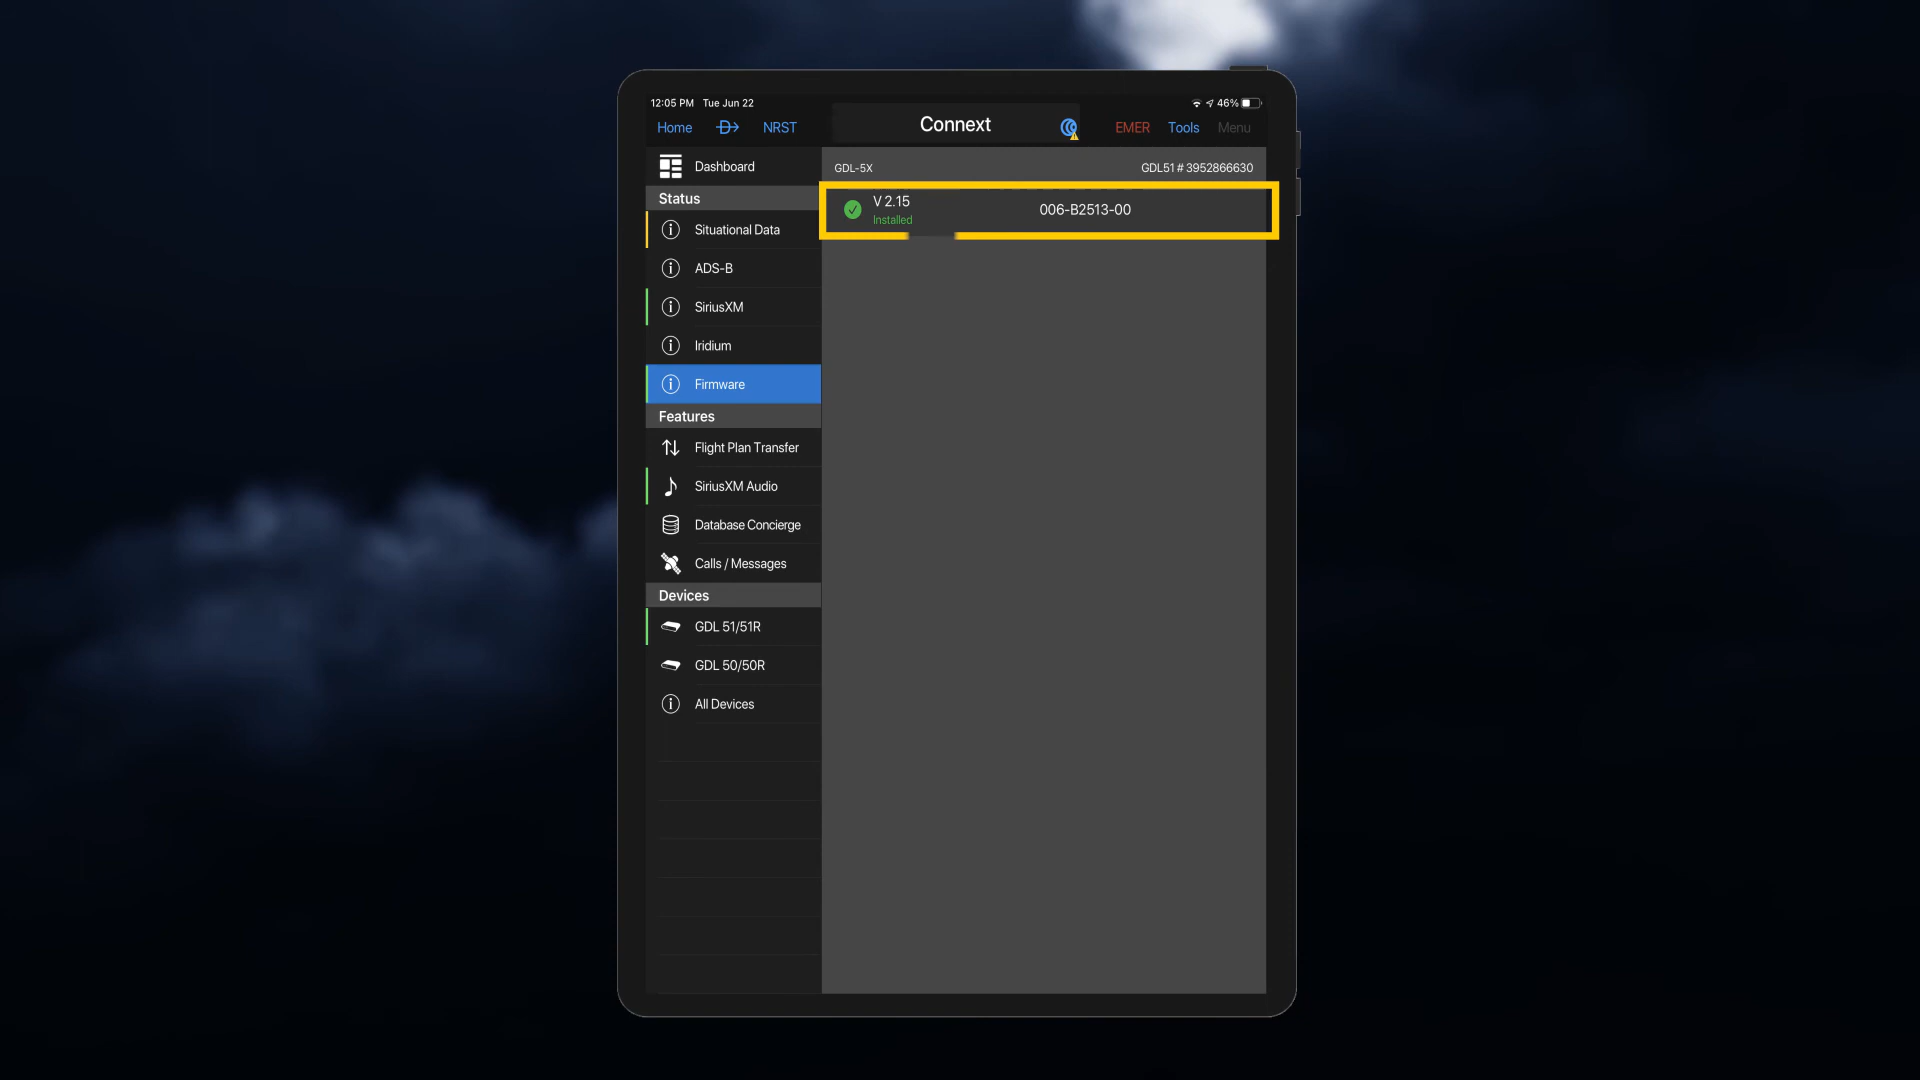 12:05 PM Tue Jun 22
46%
Home
NRST
Connext
EMER
Tools
Menu
Dashboard
Status
Situational Data
ADS-B
SiriusXM
Iridium
Firmware
Features
Flight Plan Transfer
SiriusXM Audio
Database Concierge
Calls / Messages
Devices
GDL 51/51R
GDL 50/50R
All Devices
GDL-5X
GDL51 # 3952866630
V 2.15
Installed
006-B2513-00